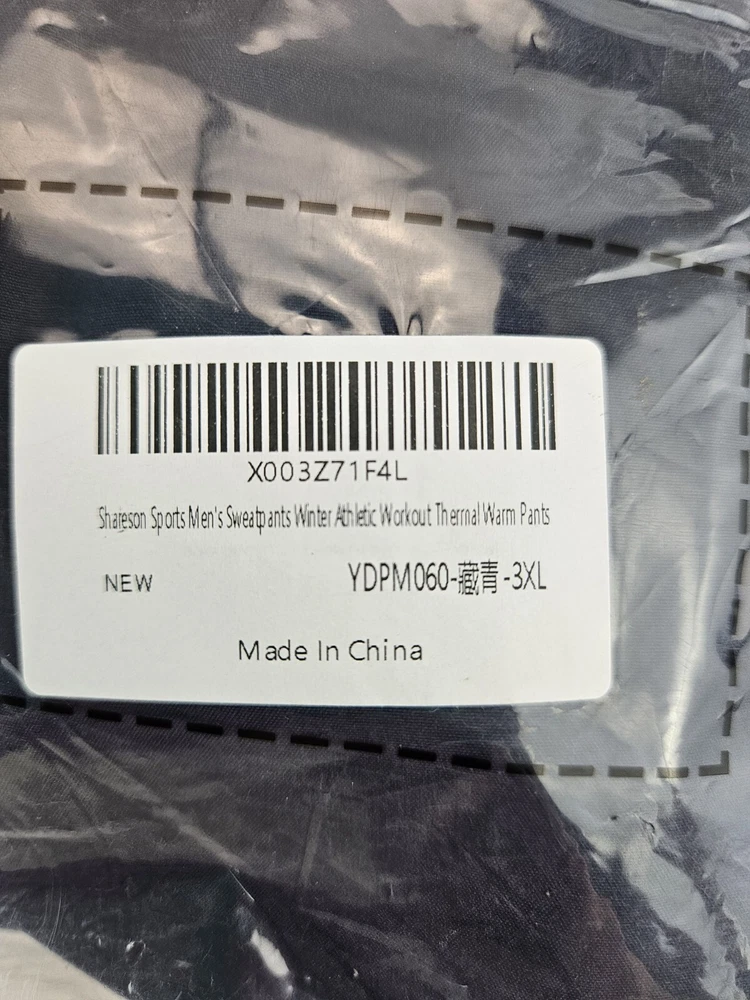 X003Z71F4L
Shareson Sports Men's Sweatpants Winter Athletic Workout Thermal Warm Pants
NEW YDPM060-藏青-3XL
Made In China